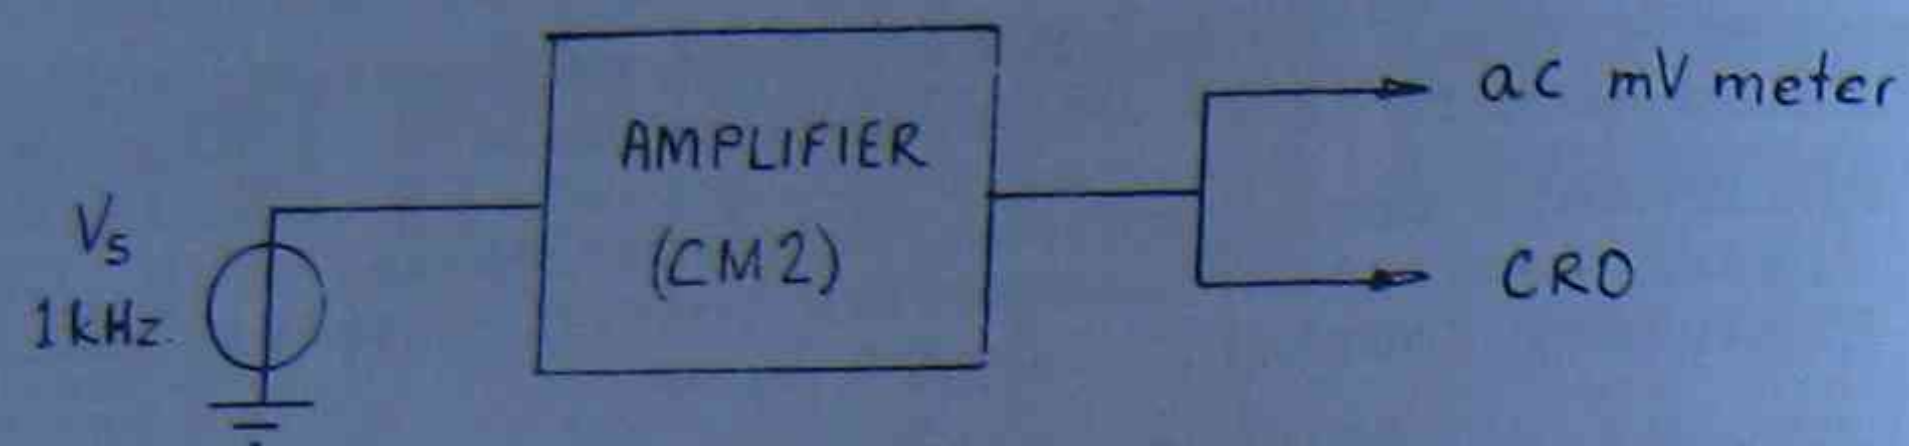 ac mV meter
AMPLIFIER
(CM2)
Vs
1kHz.
CRO